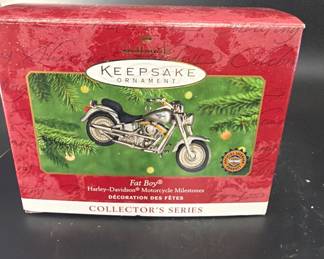 Hallmark
KEEPSAKE
ORNAMENT
Fat Boy®
Harley-Davidson® Motorcycle Milestones
DÉCORATION DES FÊTES
COLLECTOR'S SERIES